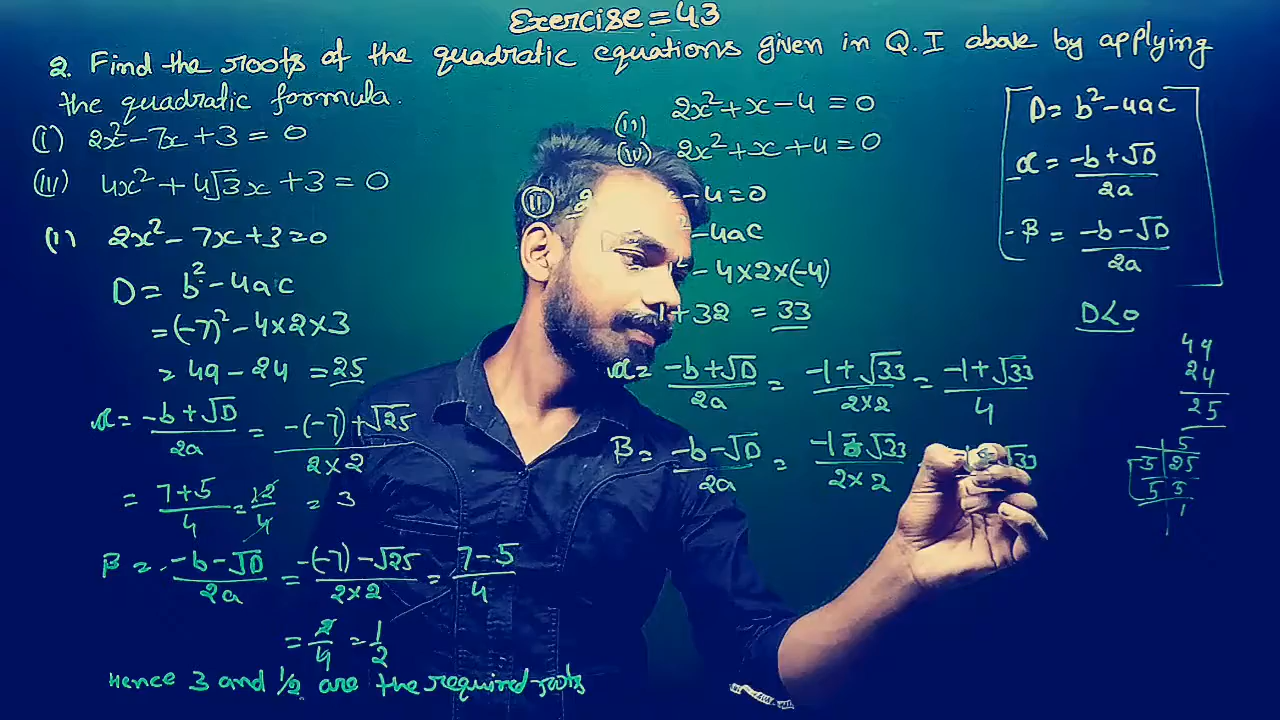 Exercise = 43
2. Find the roots of the quadratic equations given in Q.I above by applying
the quadratic formula.
(i) 2x² - 7x + 3 = 0
(ii) 2x² + x - 4 = 0
(iii) 4x² + 4√3x + 3 = 0
(iv) 2x² + x + 4 = 0
(i) 2x² - 7x + 3 = 0
D = b² - 4ac
= (-7)² - 4×2×3
= 49 - 24 = 25
α = -b + √D / 2a = -(-7) + √25 / 2×2
= 7+5 / 4 = 12/4 = 3
β = -b - √D / 2a = -(-7) - √25 / 2×2 = 7-5 / 4
= 2/4 = 1/2
Hence 3 and 1/2 are the required roots
(ii) 2 - 4 = 0
- 4ac
- 4×2×(-4)
1 + 32 = 33
α = -b + √D / 2a = -1 + √33 / 2×2 = -1 + √33 / 4
β = -b - √D / 2a = -1 - √33 / 2×2 √33
D = b² - 4ac
α = -b + √D / 2a
β = -b - √D / 2a
D < 0
49
24
25
5
5 25
5 5
1